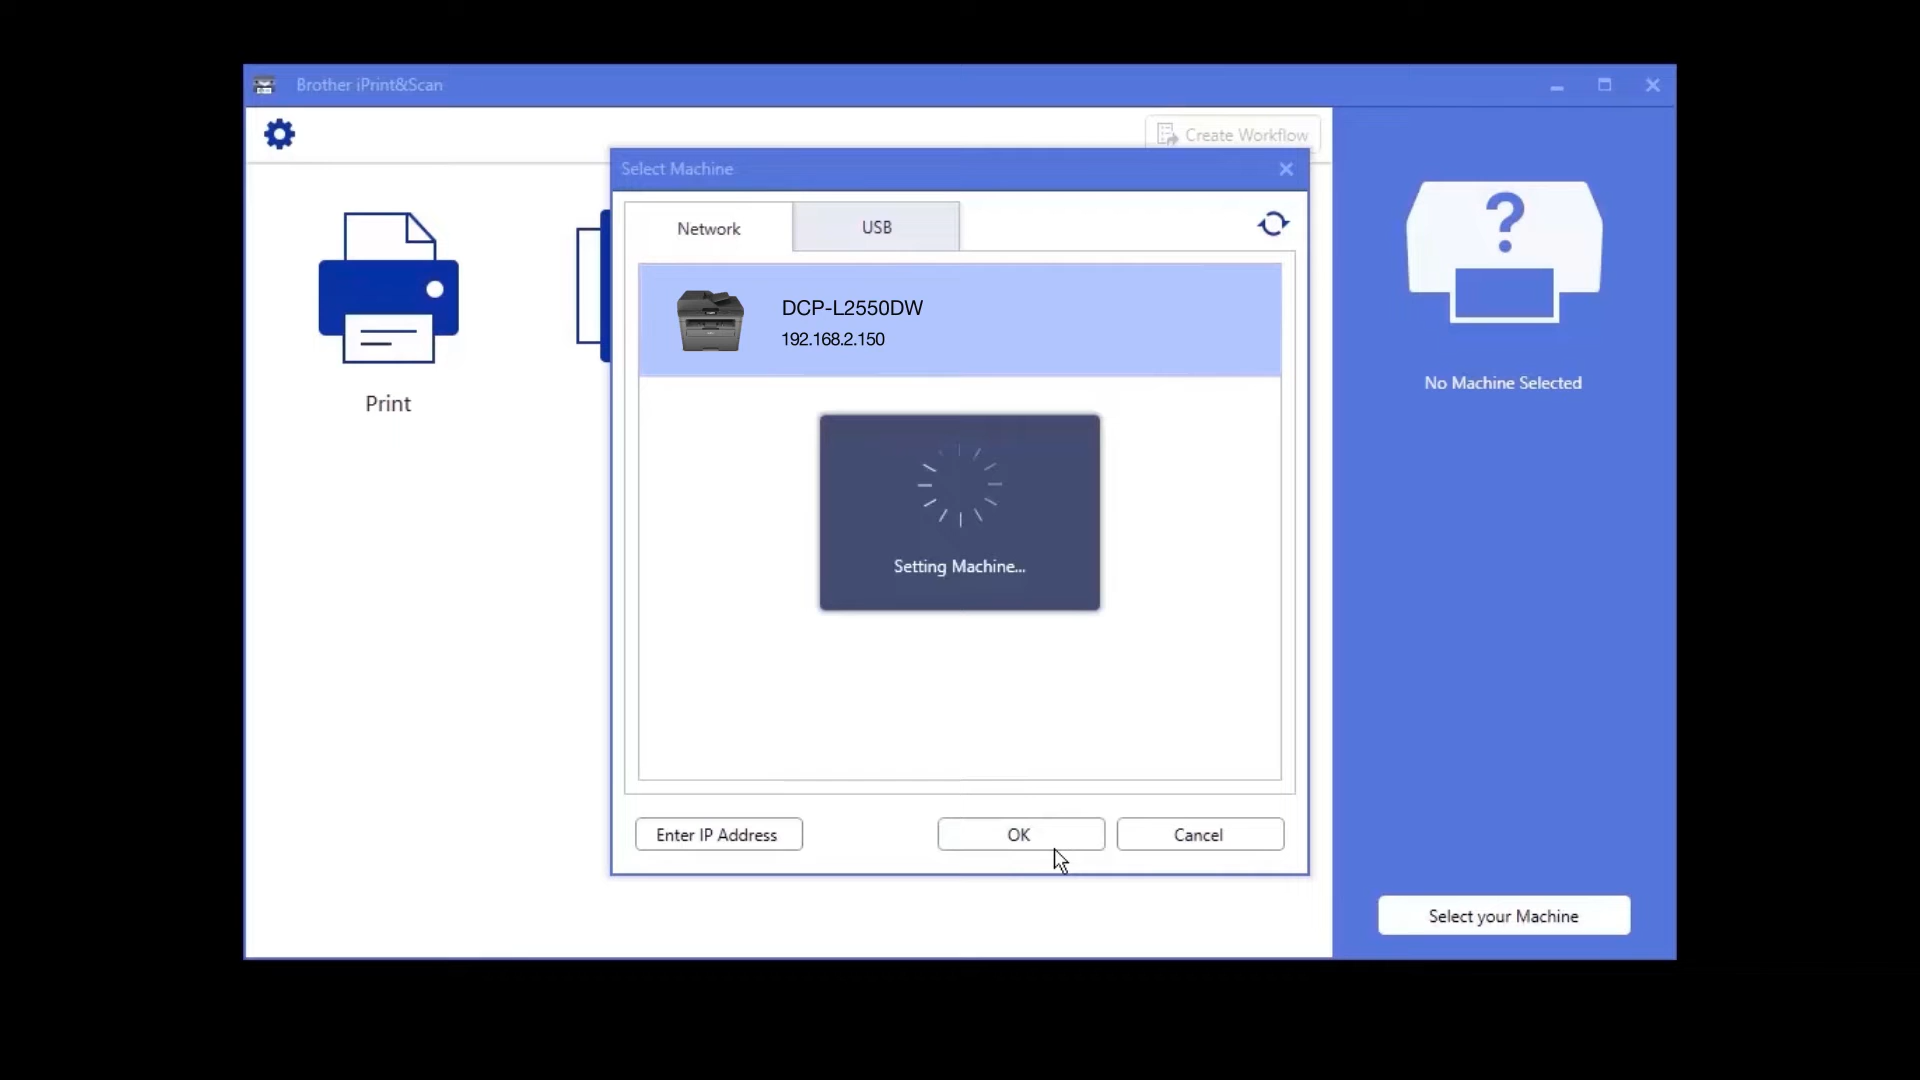 Brother iPrint&Scan
Create Workflow
Select Machine
Network
USB
DCP-L2550DW
192.168.2.150
Print
No Machine Selected
Setting Machine...
Enter IP Address
OK
Cancel
Select your Machine